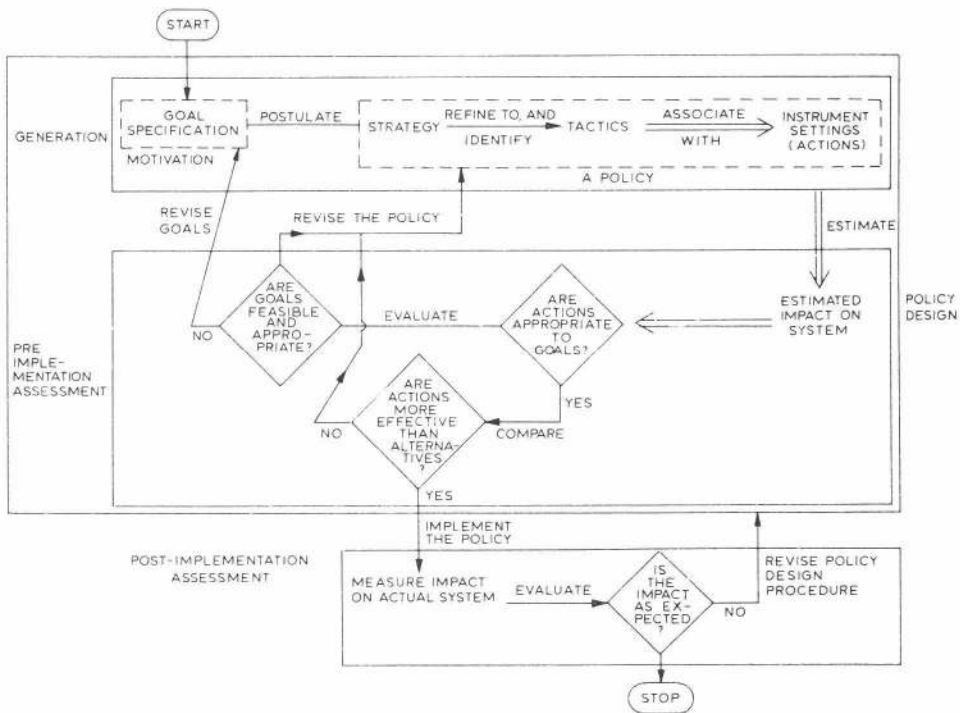 START
GENERATION
GOAL
SPECIFICATION
MOTIVATION
POSTULATE
STRATEGY
REFINE TO, AND
IDENTIFY
TACTICS
ASSOCIATE
WITH
INSTRUMENT
SETTINGS
(ACTIONS)
A POLICY
REVISE
GOALS
REVISE THE POLICY
ESTIMATE
POLICY
DESIGN
PRE
IMPLE-
MENTATION
ASSESSMENT
ESTIMATED
IMPACT ON
SYSTEM
ARE
ACTIONS
APPROPRIATE
TO
GOALS?
EVALUATE
ARE
GOALS
FEASIBLE
AND
APPRO-
PRIATE?
NO
YES
COMPARE
ARE
ACTIONS
MORE
EFFECTIVE
THAN
ALTERNA-
TIVES
?
NO
YES
IMPLEMENT
THE POLICY
POST-IMPLEMENTATION
ASSESSMENT
MEASURE IMPACT
ON ACTUAL SYSTEM
EVALUATE
IS
THE
IMPACT
AS EX-
PECTED
?
NO
REVISE POLICY
DESIGN
PROCEDURE
STOP